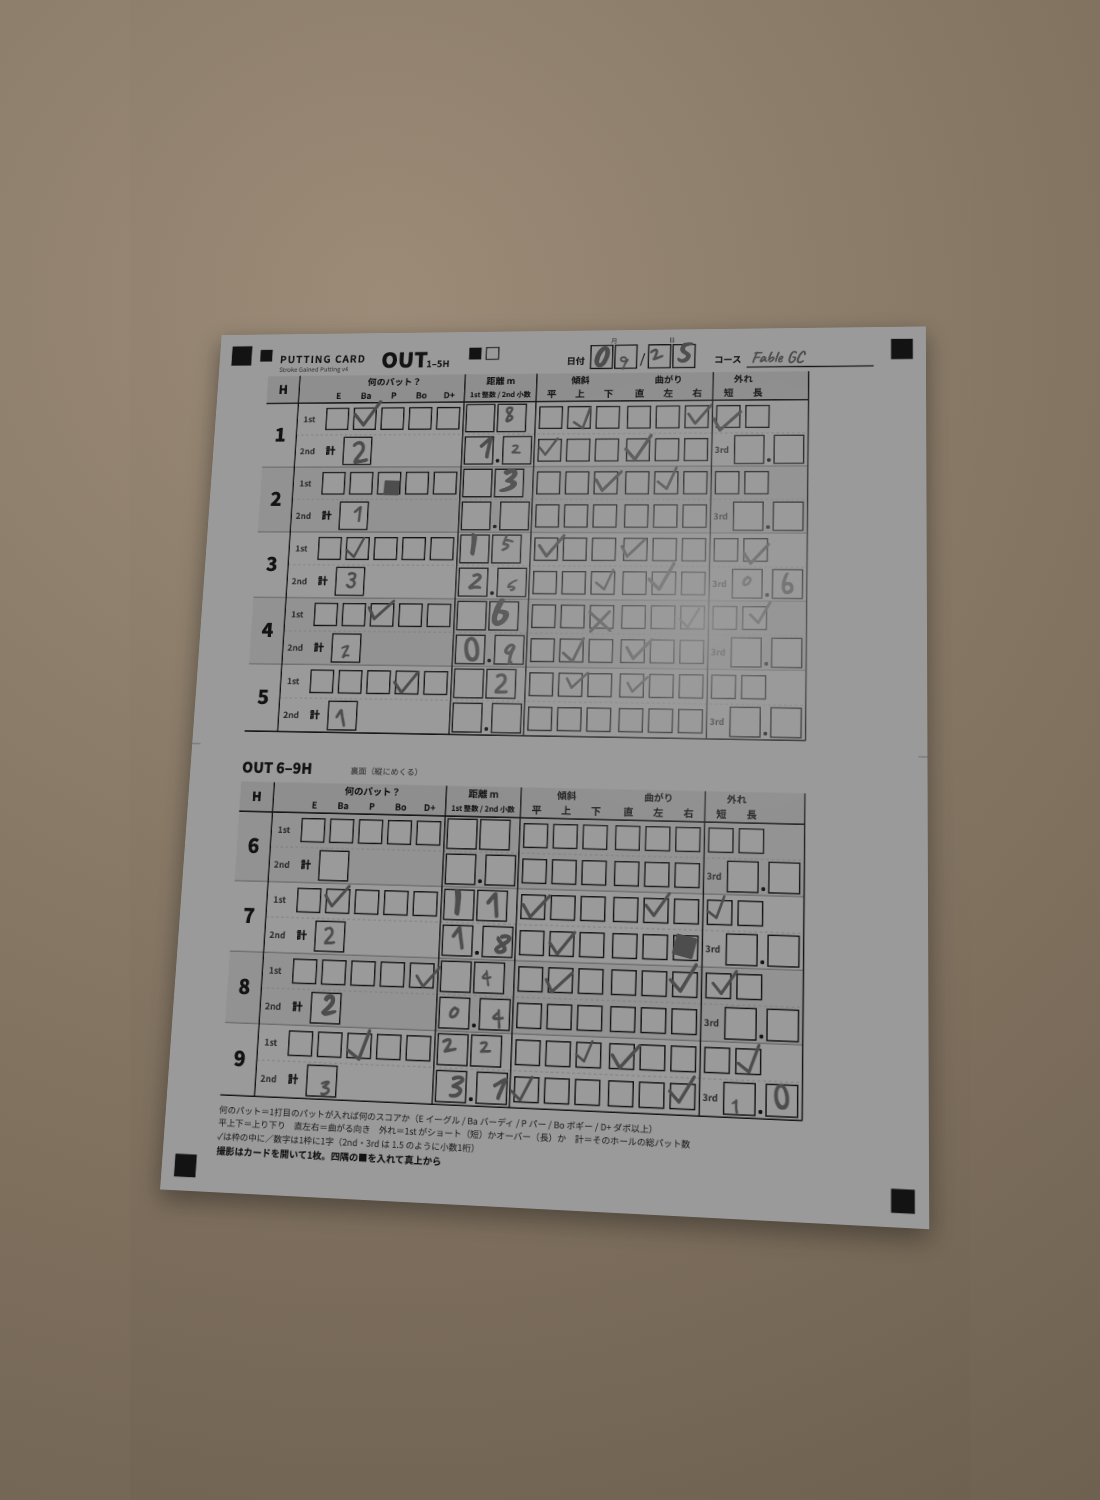 PUTTING CARD OUT 1–5H 日付 月 09 / 日 25 コース Fable GC
Stroke Gained Putting v4
H 何のパット？ 距離 m 傾斜 曲がり 外れ
E Ba P Bo D+ 1st 整数 / 2nd 小数 平 上 下 直 左 右 短 長
1 1st ✓ 8 ✓ ✓ ✓
2nd 計 2 1.2 ✓ ✓ 3rd .
2 1st ■ 3 ✓ ✓
2nd 計 1 . 3rd .
3 1st ✓ 15 ✓ ✓ ✓
2nd 計 3 2.5 ✓ ✓ 3rd 0.6
4 1st ✓ 6 ✕ ✓ ✓
2nd 計 2 0.9 ✓ ✓ 3rd .
5 1st ✓ 2 ✓ ✓
2nd 計 1 . 3rd .
OUT 6–9H 裏面（縦にめくる）
H 何のパット？ 距離 m 傾斜 曲がり 外れ
E Ba P Bo D+ 1st 整数 / 2nd 小数 平 上 下 直 左 右 短 長
6 1st
2nd 計 . 3rd .
7 1st ✓ 11 ✓ ✓ ✓
2nd 計 2 1.8 ✓ ■ 3rd .
8 1st ✓ 4 ✓ ✓ ✓
2nd 計 2 0.4 3rd .
9 1st ✓ 22 ✓ ✓ ✓
2nd 計 3 3.1 ✓ ✓ 3rd 1.0
何のパット＝1打目のパットが入れば何のスコアか（E イーグル / Ba バーディ / P パー / Bo ボギー / D+ ダボ以上）
平上下＝上り下り　直左右＝曲がる向き　外れ＝1st がショート（短）かオーバー（長）か　計＝そのホールの総パット数
✓は枠の中に／数字は1枠に1字（2nd・3rd は 1.5 のように小数1桁）
撮影はカードを開いて1枚。四隅の■を入れて真上から